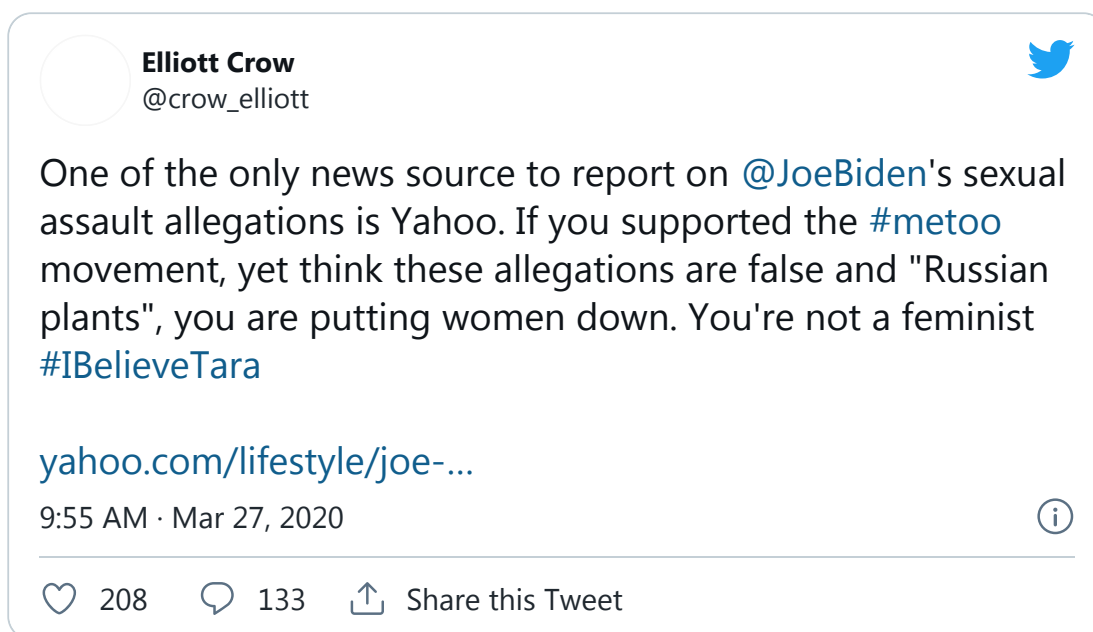 Elliott Crow
@crow_elliott
One of the only news source to report on @JoeBiden's sexual
assault allegations is Yahoo. If you supported the #metoo
movement, yet think these allegations are false and "Russian
plants", you are putting women down. You're not a feminist
#IBelieveTara
yahoo.com/lifestyle/joe-...
9:55 AM · Mar 27, 2020
208 133 Share this Tweet